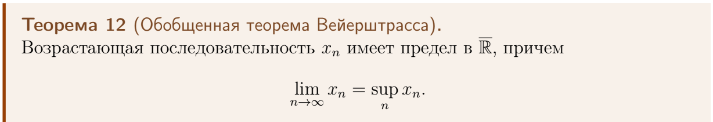 Теорема 12 (Обобщенная теорема Вейерштрасса).
Возрастающая последовательность xₙ имеет предел в ℝ̅, причем
lim xₙ = sup xₙ.
n→∞ n